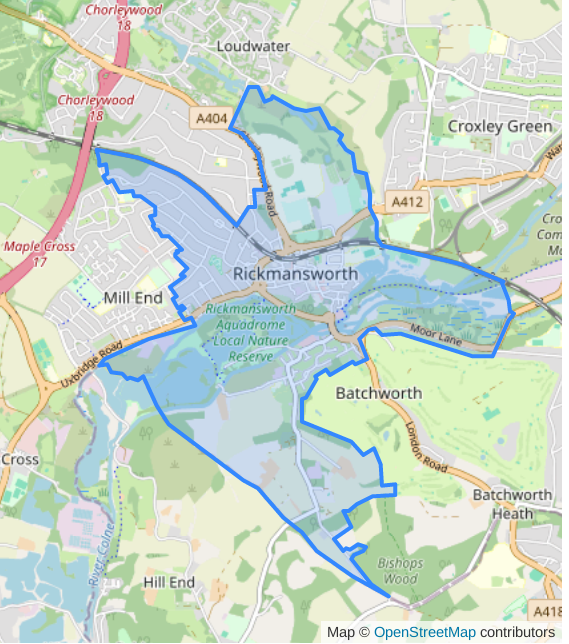 Chorleywood
18
Loudwater
Chorleywood
18
A404
Croxley Green
Chorleywood Road
A412
Maple Cross
17
Rickmansworth
Mill End
Rickmansworth
Aquadrome
Local Nature
Reserve
Moor Lane
Uxbridge Road
Batchworth
London Road
Cross
Batchworth
Heath
River Colne
Hill End
Bishops
Wood
A418
Map © OpenStreetMap contributors